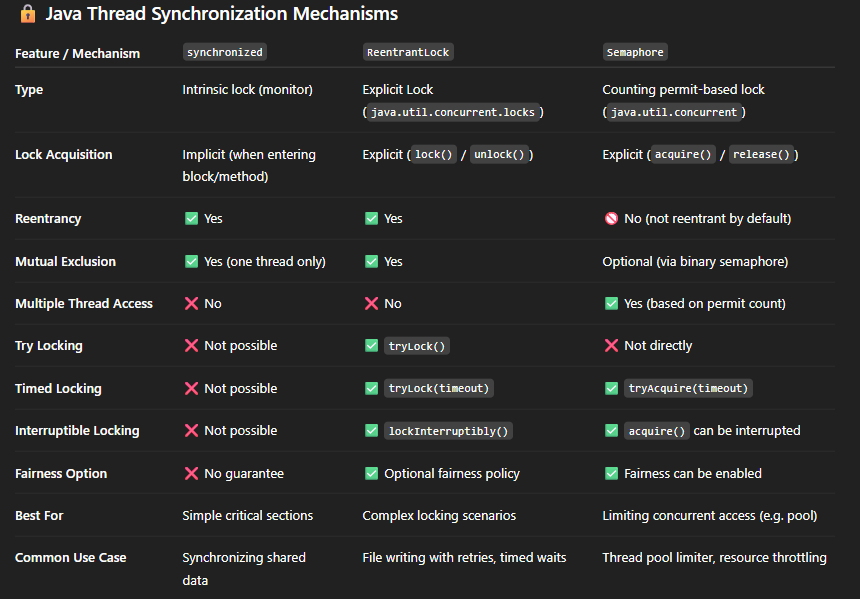 🔒 Java Thread Synchronization Mechanisms
Feature / Mechanism synchronized ReentrantLock Semaphore
Type Intrinsic lock (monitor) Explicit Lock Counting permit-based lock
(java.util.concurrent.locks) (java.util.concurrent)
Lock Acquisition Implicit (when entering Explicit (lock() / unlock()) Explicit (acquire() / release())
block/method)
Reentrancy ✅ Yes ✅ Yes 🚫 No (not reentrant by default)
Mutual Exclusion ✅ Yes (one thread only) ✅ Yes Optional (via binary semaphore)
Multiple Thread Access ❌ No ❌ No ✅ Yes (based on permit count)
Try Locking ❌ Not possible ✅ tryLock() ❌ Not directly
Timed Locking ❌ Not possible ✅ tryLock(timeout) ✅ tryAcquire(timeout)
Interruptible Locking ❌ Not possible ✅ lockInterruptibly() ✅ acquire() can be interrupted
Fairness Option ❌ No guarantee ✅ Optional fairness policy ✅ Fairness can be enabled
Best For Simple critical sections Complex locking scenarios Limiting concurrent access (e.g. pool)
Common Use Case Synchronizing shared File writing with retries, timed waits Thread pool limiter, resource throttling
data